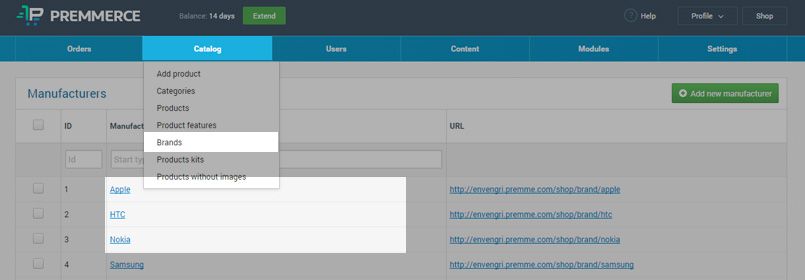 PREMMERCE Balance: 14 days Extend Help Profile Shop
Orders Catalog Users Content Modules Settings
Add product
Categories
Products
Product features
Brands
Products kits
Products without images
Manufacturers Add new manufacturer
ID URL
Id
1 Apple http://envengri.premme.com/shop/brand/apple
2 HTC http://envengri.premme.com/shop/brand/htc
3 Nokia http://envengri.premme.com/shop/brand/nokia
4 Samsung http://envengri.premme.com/shop/brand/samsung